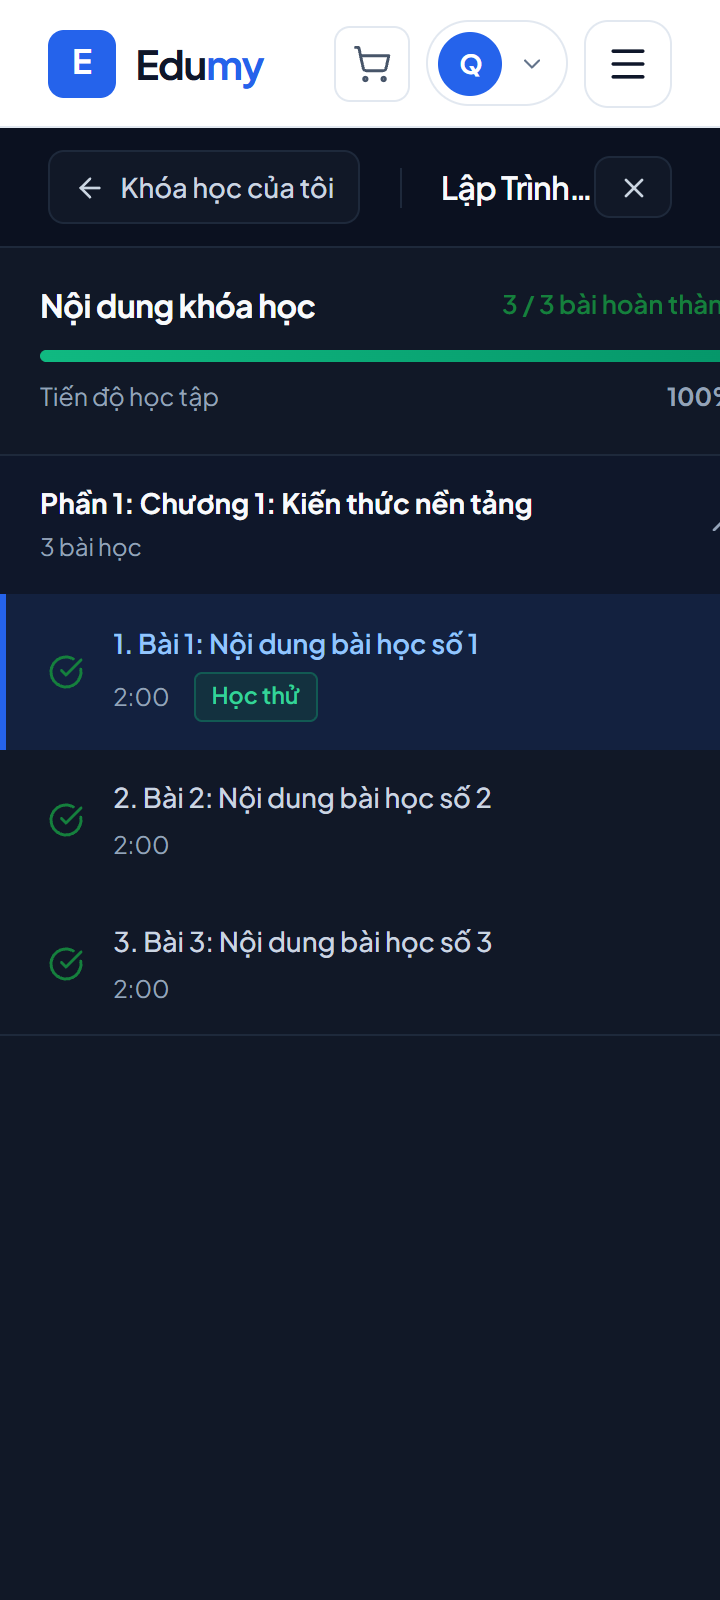 E
Edumy
Q
Khóa học của tôi
Lập Trình...
Nội dung khóa học
3 / 3 bài hoàn thàn
Tiến độ học tập
100%
Phần 1: Chương 1: Kiến thức nền tảng
3 bài học
1. Bài 1: Nội dung bài học số 1
2:00
Học thử
2. Bài 2: Nội dung bài học số 2
2:00
3. Bài 3: Nội dung bài học số 3
2:00